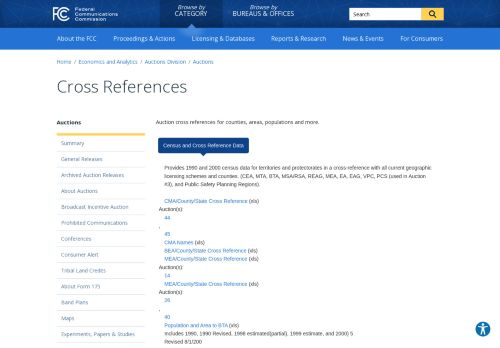 FCC
Federal
Communications
Commission
Browse by
CATEGORY
Browse by
BUREAUS & OFFICES
Search
About the FCC
Proceedings & Actions
Licensing & Databases
Reports & Research
News & Events
For Consumers
Home / Economics and Analytics / Auctions Division / Auctions
Cross References
Auctions
Summary
General Releases
Archived Auction Releases
About Auctions
Broadcast Incentive Auction
Prohibited Communications
Conferences
Consumer Alert
Tribal Land Credits
About Form 175
Band Plans
Maps
Experiments, Papers & Studies
Auction cross references for counties, areas, populations and more.
Census and Cross Reference Data
Provides 1990 and 2000 census data for territories and protectorates in a cross-reference with all current geographic
licensing schemes and counties. (CEA, MTA, BTA, MSA/RSA, REAG, MEA, EA, EAG, VPC, PCS (used in Auction
#3), and Public Safety Planning Regions).
CMA/County/State Cross Reference (xls)
Auction(s):
44
,
45
CMA Names (xls)
BEA/County/State Cross Reference (xls)
MEA/County/State Cross Reference (xls)
Auction(s):
14
MEA/County/State Cross Reference (xls)
Auction(s):
26
,
40
Population and Area to BTA (xls)
Includes 1990, 1990 Revised, 1998 estimated(partial), 1999 estimate, and 2000) 5
Revised 8/1/200